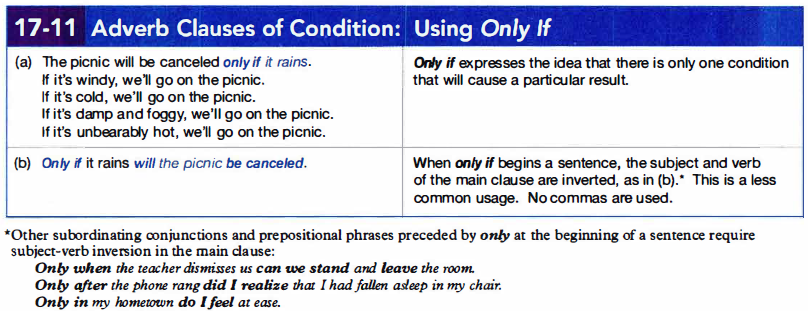 17-11 Adverb Clauses of Condition: Using Only If
(a) The picnic will be canceled only if it rains.
If it's windy, we'll go on the picnic.
If it's cold, we'll go on the picnic.
If it's damp and foggy, we'll go on the picnic.
If it's unbearably hot, we'll go on the picnic.
Only if expresses the idea that there is only one condition
that will cause a particular result.
(b) Only if it rains will the picnic be canceled.
When only if begins a sentence, the subject and verb
of the main clause are inverted, as in (b).* This is a less
common usage. No commas are used.
*Other subordinating conjunctions and prepositional phrases preceded by only at the beginning of a sentence require
subject-verb inversion in the main clause:
Only when the teacher dismisses us can we stand and leave the room.
Only after the phone rang did I realize that I had fallen asleep in my chair.
Only in my hometown do I feel at ease.